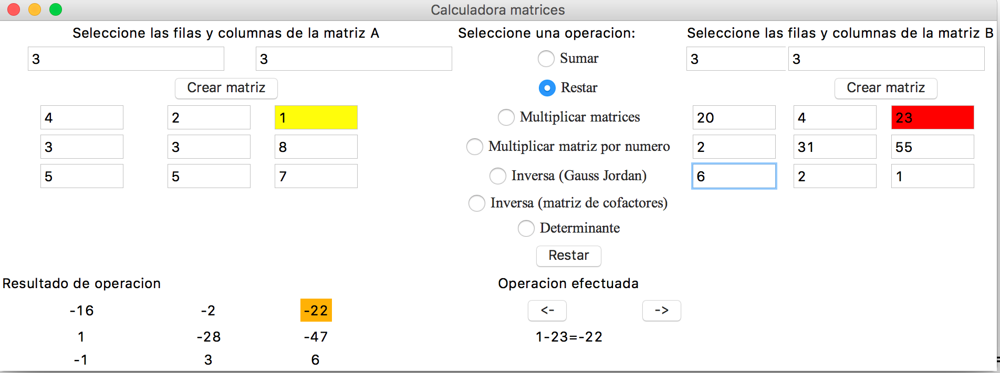 Calculadora matrices
Seleccione las filas y columnas de la matriz A
Seleccione una operacion:
Seleccione las filas y columnas de la matriz B
3 3
Sumar
3 3
Crear matriz
Restar
Crear matriz
4 2 1
Multiplicar matrices
20 4 23
3 3 8
Multiplicar matriz por numero
2 31 55
5 5 7
Inversa (Gauss Jordan)
6 2 1
Inversa (matriz de cofactores)
Determinante
Restar
Resultado de operacion
Operacion efectuada
-16 -2 -22
<- ->
1 -28 -47
1-23=-22
-1 3 6